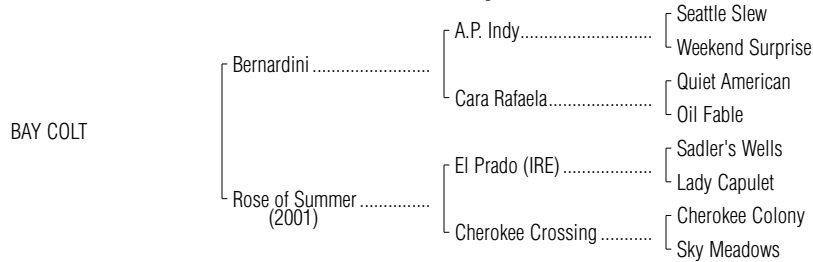 Seattle Slew
A.P. Indy............................
Weekend Surprise
Bernardini ........................
Quiet American
Cara Rafaela......................
Oil Fable
BAY COLT
Sadler's Wells
El Prado (IRE) ...................
Lady Capulet
Rose of Summer ...............
(2001)
Cherokee Colony
Cherokee Crossing ...........
Sky Meadows